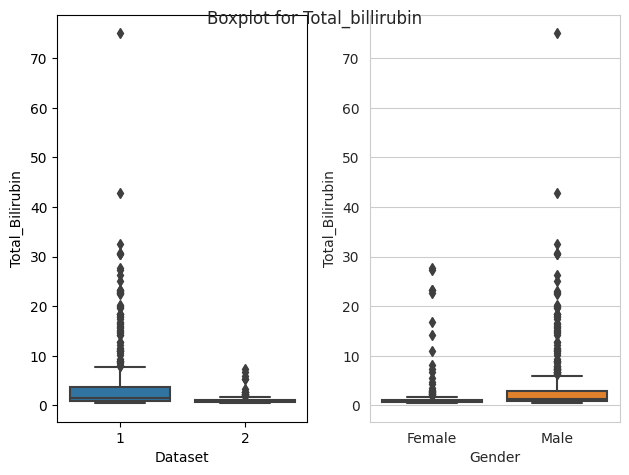 Boxplot for Total_billirubin
70
60
50
40
30
20
10
0
Total_Bilirubin
1
2
Dataset
70
60
50
40
30
20
10
0
Total_Bilirubin
Female
Male
Gender